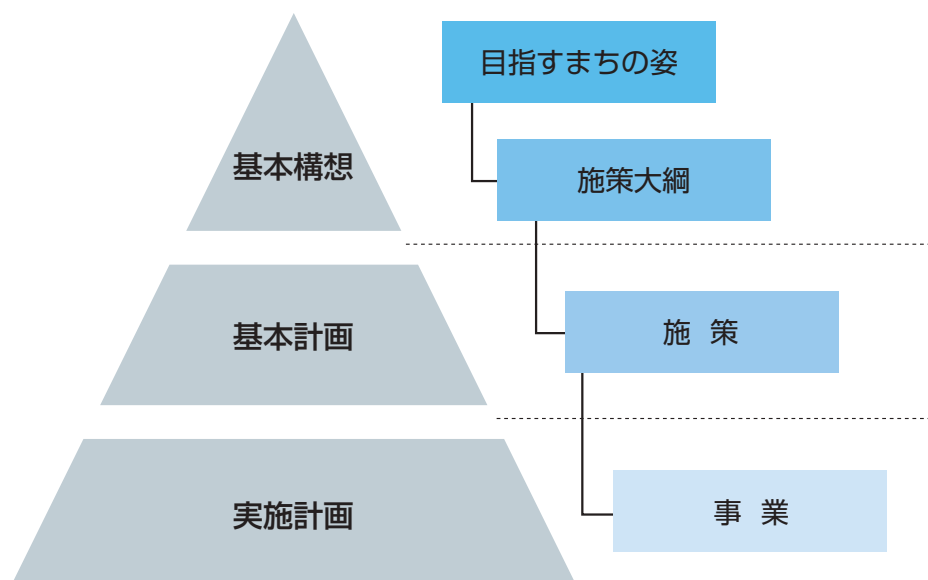 目指すまちの姿
基本構想
施策大綱
基本計画
施 策
実施計画
事 業